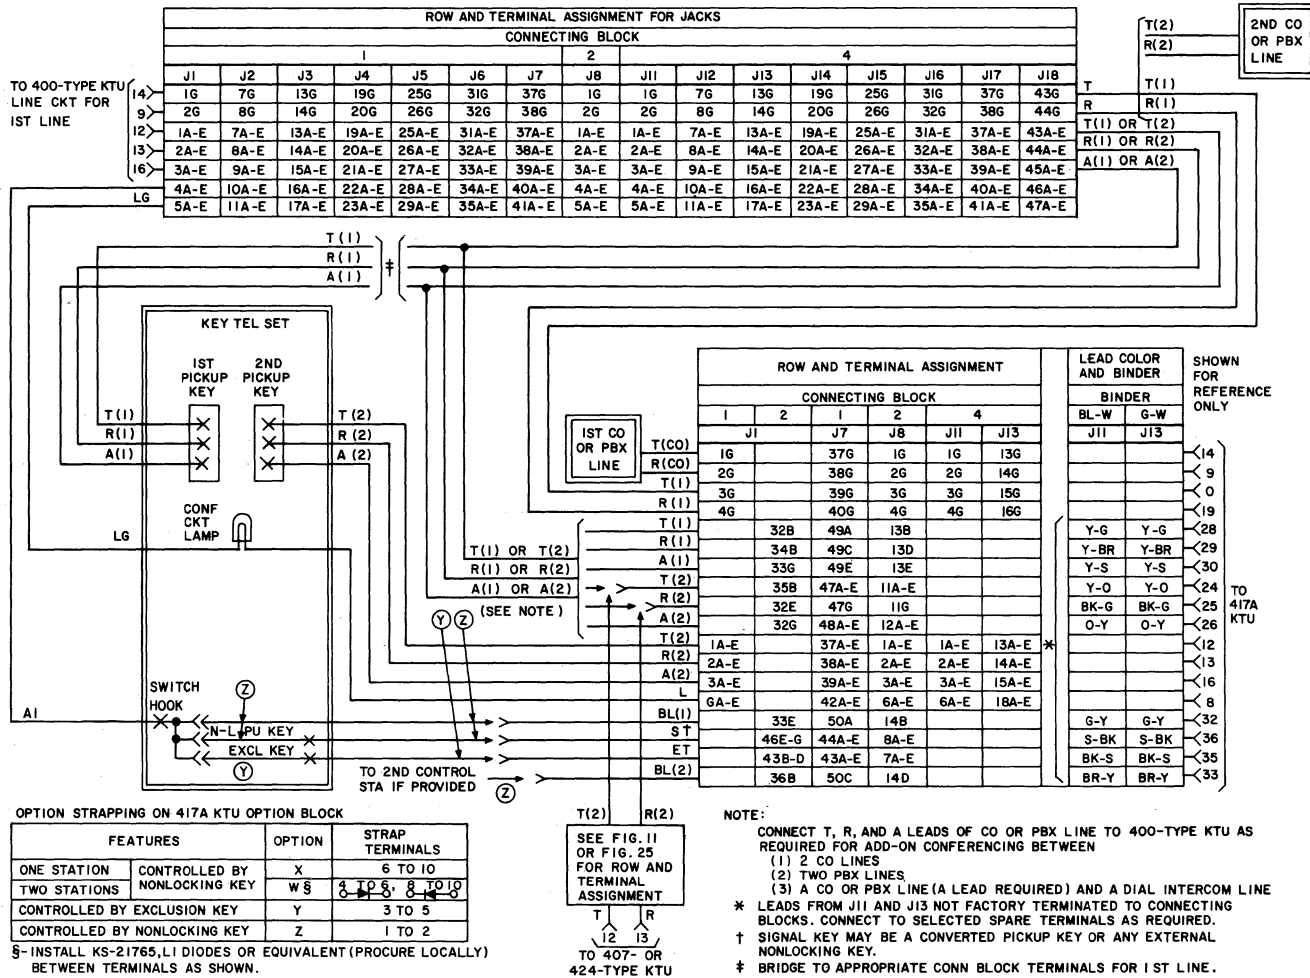 ROW AND TERMINAL ASSIGNMENT FOR JACKS
CONNECTING BLOCK
1 2 4
J1 J2 J3 J4 J5 J6 J7 J8 J11 J12 J13 J14 J15 J16 J17 J18
1G 7G 13G 19G 25G 31G 37G 1G 1G 7G 13G 19G 25G 31G 37G 43G
2G 8G 14G 20G 26G 32G 38G 2G 2G 8G 14G 20G 26G 32G 38G 44G
1A-E 7A-E 13A-E 19A-E 25A-E 31A-E 37A-E 1A-E 1A-E 7A-E 13A-E 19A-E 25A-E 31A-E 37A-E 43A-E
2A-E 8A-E 14A-E 20A-E 26A-E 32A-E 38A-E 2A-E 2A-E 8A-E 14A-E 20A-E 26A-E 32A-E 38A-E 44A-E
3A-E 9A-E 15A-E 21A-E 27A-E 33A-E 39A-E 3A-E 3A-E 9A-E 15A-E 21A-E 27A-E 33A-E 39A-E 45A-E
4A-E 10A-E 16A-E 22A-E 28A-E 34A-E 40A-E 4A-E 4A-E 10A-E 16A-E 22A-E 28A-E 34A-E 40A-E 46A-E
5A-E 11A-E 17A-E 23A-E 29A-E 35A-E 41A-E 5A-E 5A-E 11A-E 17A-E 23A-E 29A-E 35A-E 41A-E 47A-E
TO 400-TYPE KTU
LINE CKT FOR
1ST LINE
14
9
12
13
16
LG
T(2)
R(2)
2ND CO
OR PBX
LINE
T T(1)
R R(1)
T(1) OR T(2)
R(1) OR R(2)
A(1) OR A(2)
T(1)
R(1)
A(1)
‡
KEY TEL SET
1ST
PICKUP
KEY
2ND
PICKUP
KEY
T(1)
R(1)
A(1)
T(2)
R(2)
A(2)
CONF
CKT
LAMP
LG
SWITCH
HOOK
A1
Z
N-L PU KEY
EXCL KEY
Y
TO 2ND CONTROL
STA IF PROVIDED
Z
Y Z
T(1) OR T(2)
R(1) OR R(2)
A(1) OR A(2)
(SEE NOTE)
1ST CO
OR PBX
LINE
ROW AND TERMINAL ASSIGNMENT
CONNECTING BLOCK
1 2 1 2 4
J1 J7 J8 J11 J13
LEAD COLOR
AND BINDER
BINDER
BL-W G-W
J11 J13
SHOWN
FOR
REFERENCE
ONLY
T(CO) 1G 37G 1G 1G 13G 14
R(CO) 2G 38G 2G 2G 14G 9
T(1) 3G 39G 3G 3G 15G 0
R(1) 4G 40G 4G 4G 16G 19
T(1) 32B 49A 13B Y-G Y-G 28
R(1) 34B 49C 13D Y-BR Y-BR 29
A(1) 33G 49E 13E Y-S Y-S 30
T(2) 35B 47A-E 11A-E Y-O Y-O 24
R(2) 32E 47G 11G BK-G BK-G 25
A(2) 32G 48A-E 12A-E O-Y O-Y 26
T(2) 1A-E 37A-E 1A-E 1A-E 13A-E * 12
R(2) 2A-E 38A-E 2A-E 2A-E 14A-E 13
A(2) 3A-E 39A-E 3A-E 3A-E 15A-E 16
L GA-E 42A-E 6A-E 6A-E 18A-E 8
BL(1) 33E 50A 14B G-Y G-Y 32
S† 46E-G 44A-E 8A-E S-BK S-BK 36
ET 43B-D 43A-E 7A-E BK-S BK-S 35
BL(2) 36B 50C 14D BR-Y BR-Y 33
TO
417A
KTU
T(2) R(2)
SEE FIG. 11
OR FIG. 25
FOR ROW AND
TERMINAL
ASSIGNMENT
T R
12 13
TO 407- OR
424-TYPE KTU
OPTION STRAPPING ON 417A KTU OPTION BLOCK
FEATURES OPTION STRAP TERMINALS
ONE STATION CONTROLLED BY NONLOCKING KEY X 6 TO 10
TWO STATIONS W § 4 TO 6, 8 TO 10
CONTROLLED BY EXCLUSION KEY Y 3 TO 5
CONTROLLED BY NONLOCKING KEY Z 1 TO 2
§-INSTALL KS-21765,L1 DIODES OR EQUIVALENT (PROCURE LOCALLY)
BETWEEN TERMINALS AS SHOWN.
NOTE:
CONNECT T, R, AND A LEADS OF CO OR PBX LINE TO 400-TYPE KTU AS
REQUIRED FOR ADD-ON CONFERENCING BETWEEN
(1) 2 CO LINES
(2) TWO PBX LINES
(3) A CO OR PBX LINE (A LEAD REQUIRED) AND A DIAL INTERCOM LINE
* LEADS FROM J11 AND J13 NOT FACTORY TERMINATED TO CONNECTING
BLOCKS. CONNECT TO SELECTED SPARE TERMINALS AS REQUIRED.
† SIGNAL KEY MAY BE A CONVERTED PICKUP KEY OR ANY EXTERNAL
NONLOCKING KEY.
‡ BRIDGE TO APPROPRIATE CONN BLOCK TERMINALS FOR 1ST LINE.